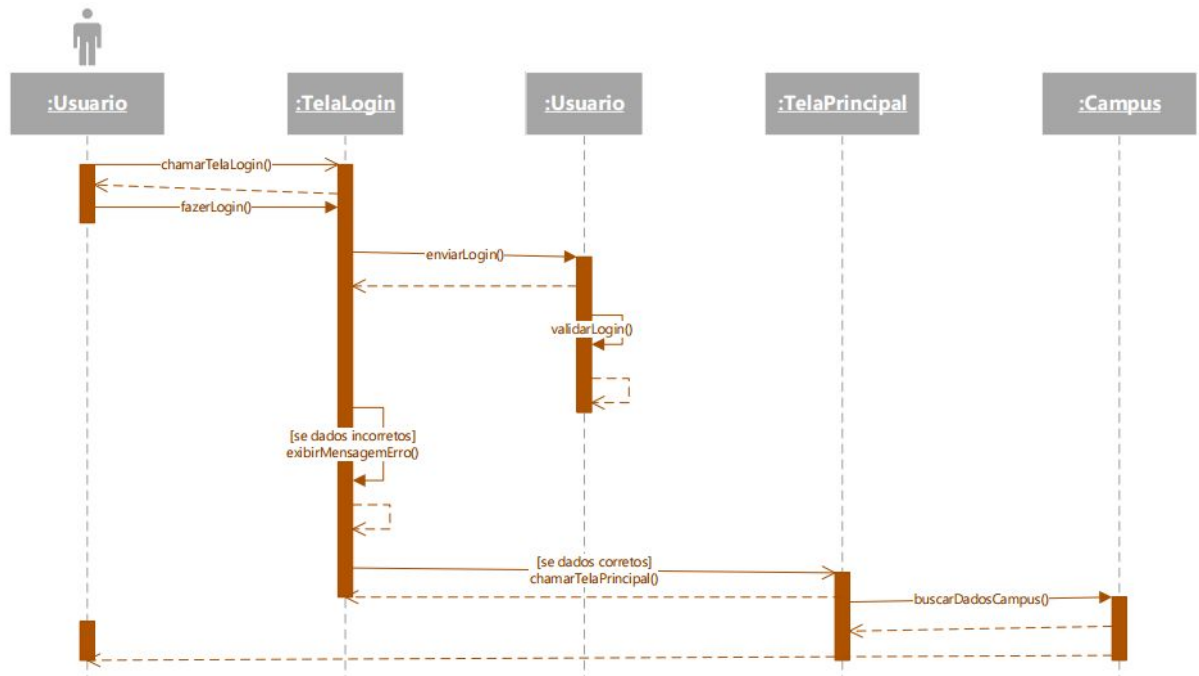 :Usuario
:TelaLogin
:Usuario
:TelaPrincipal
:Campus
chamarTelaLogin()
fazerLogin()
enviarLogin()
validarLogin()
[se dados incorretos]
exibirMensagemErro()
[se dados corretos]
chamarTelaPrincipal()
buscarDadosCampus()